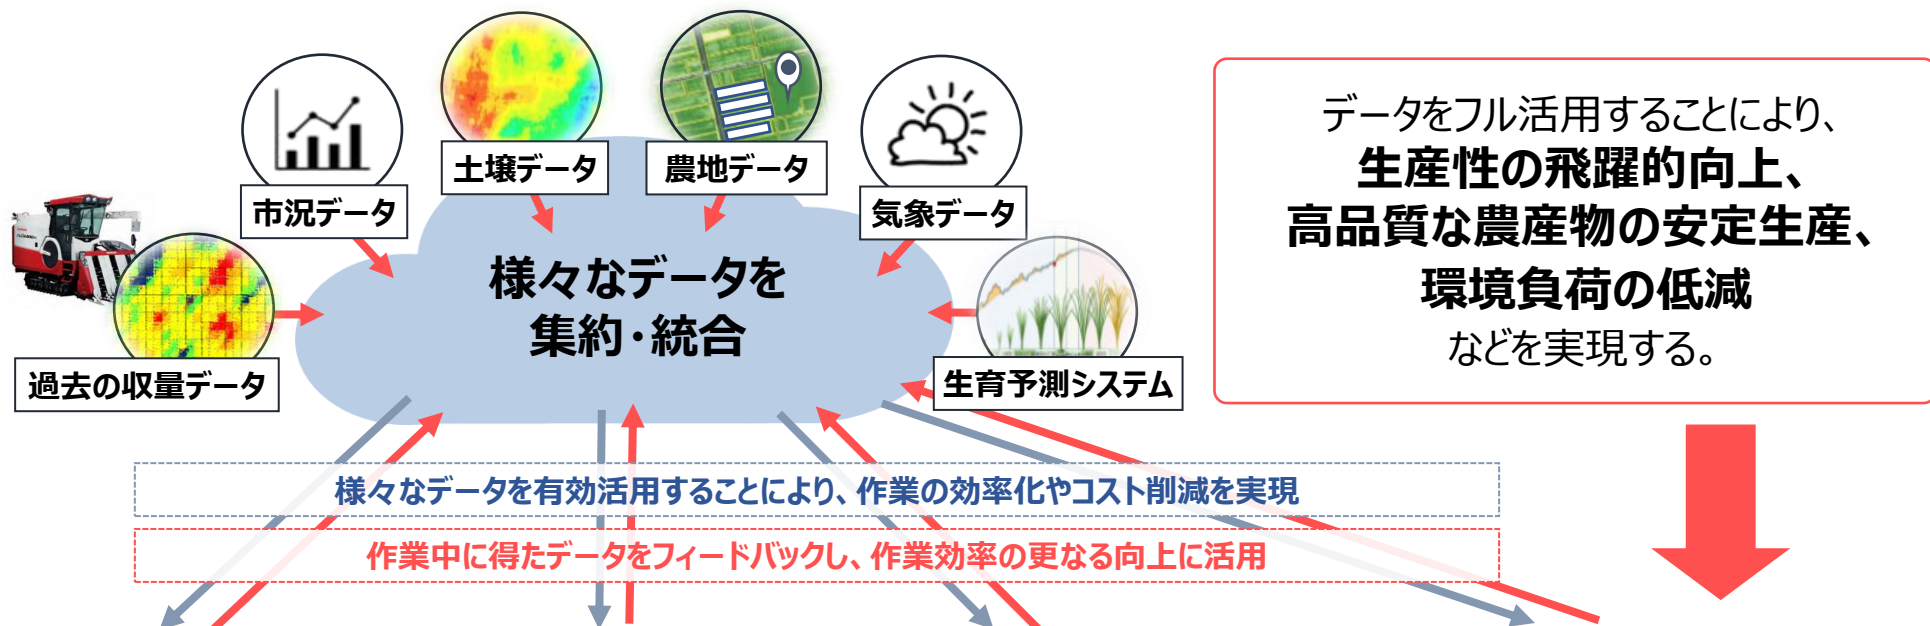 市況データ
土壌データ
農地データ
気象データ
過去の収量データ
生育予測システム
様々なデータを
集約・統合
様々なデータを有効活用することにより、作業の効率化やコスト削減を実現
作業中に得たデータをフィードバックし、作業効率の更なる向上に活用
データをフル活用することにより、
生産性の飛躍的向上、
高品質な農産物の安定生産、
環境負荷の低減
などを実現する。